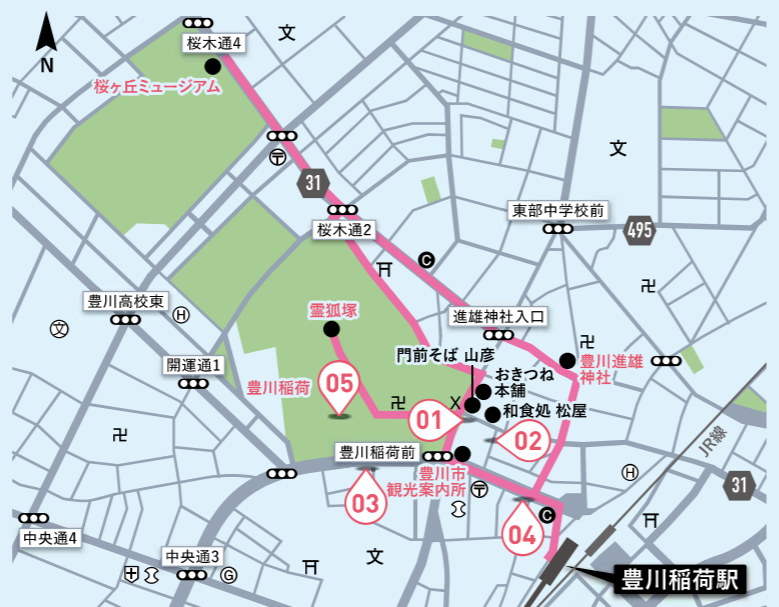 桜木通4
文
N
桜ヶ丘ミュージアム
〒
31
文
桜木通2
東部中学校前
495
C
卍
豊川高校東
文
H
霊狐塚
進雄神社入口
卍
開運通1
門前そば 山彦
おきつね
本舗
豊川進雄
神社
豊川稲荷
05
卍
X
01
和食処 松屋
02
卍
豊川稲荷前
JR線
H
31
豊川市
観光案内所
〒
03
04
C
中央通4
中央通3
G
文
豊川稲荷駅